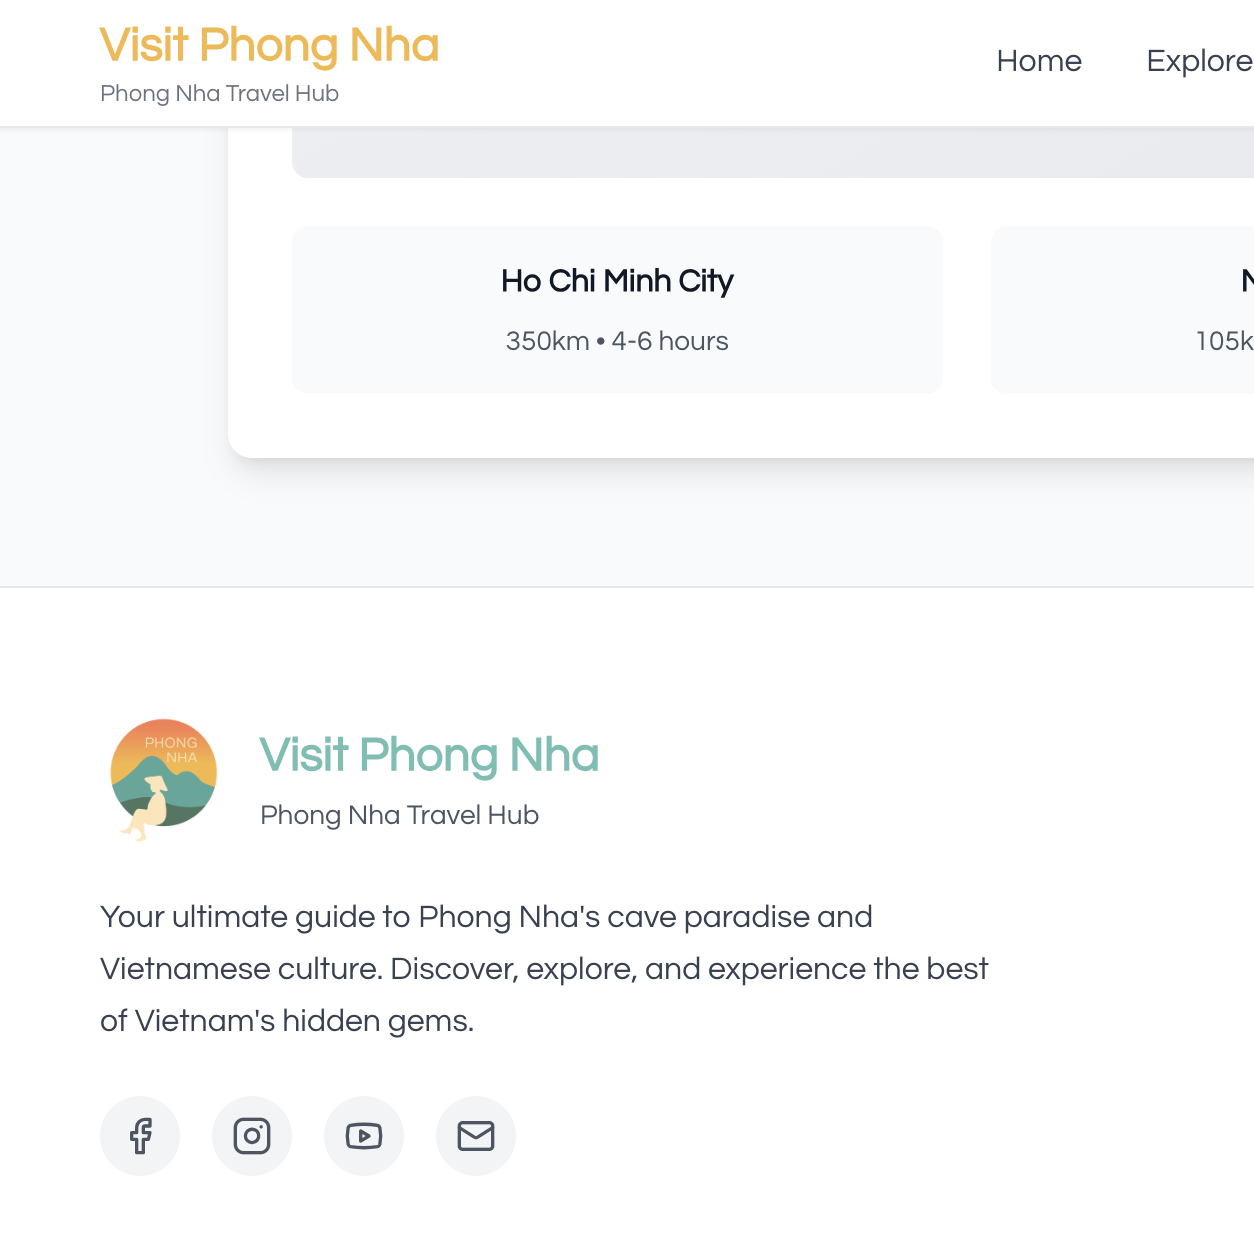 Visit Phong Nha
Phong Nha Travel Hub
Home Explore
Ho Chi Minh City
350km • 4-6 hours
105k
PHONG
NHA
Visit Phong Nha
Phong Nha Travel Hub
Your ultimate guide to Phong Nha's cave paradise and
Vietnamese culture. Discover, explore, and experience the best
of Vietnam's hidden gems.